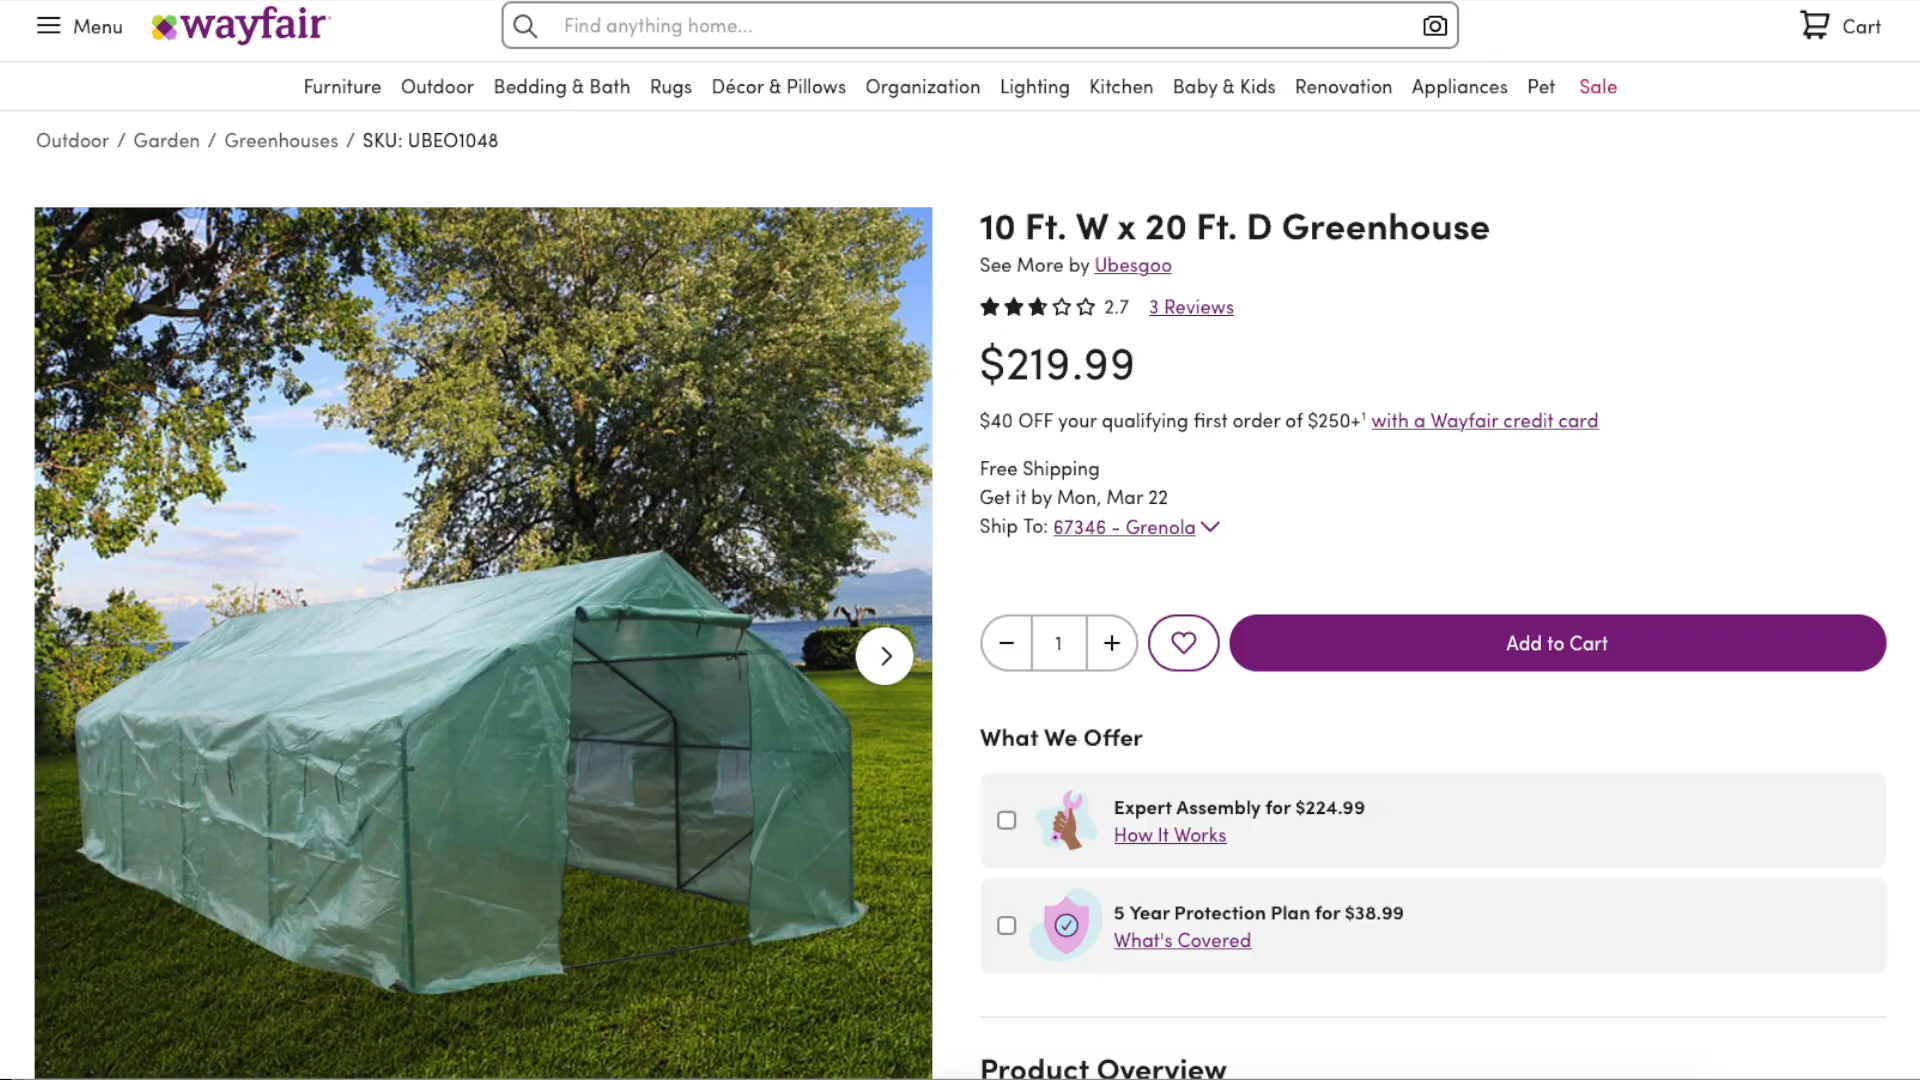 Menu
wayfair
Find anything home...
Cart
Furniture Outdoor Bedding & Bath Rugs Décor & Pillows Organization Lighting Kitchen Baby & Kids Renovation Appliances Pet Sale
Outdoor / Garden / Greenhouses / SKU: UBEO1048
10 Ft. W x 20 Ft. D Greenhouse
See More by Ubesgoo
2.7 3 Reviews
$219.99
$40 OFF your qualifying first order of $250+¹ with a Wayfair credit card
Free Shipping
Get it by Mon, Mar 22
Ship To: 67346 - Grenola
1
Add to Cart
What We Offer
Expert Assembly for $224.99
How It Works
5 Year Protection Plan for $38.99
What's Covered
Product Overview